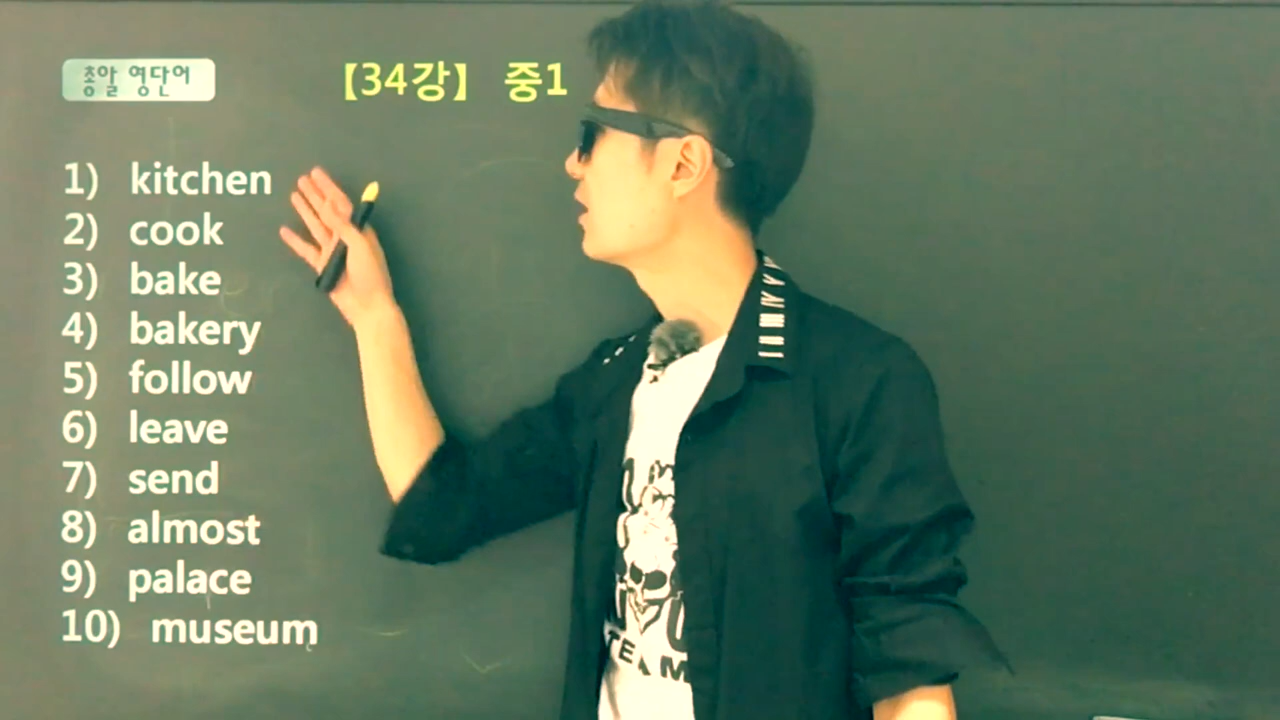 총알 영단어
【34강】 중1
1) kitchen
2) cook
3) bake
4) bakery
5) follow
6) leave
7) send
8) almost
9) palace
10) museum
TEAM